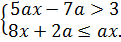 5ax − 7a > 3
8x + 2a ≤ ax.